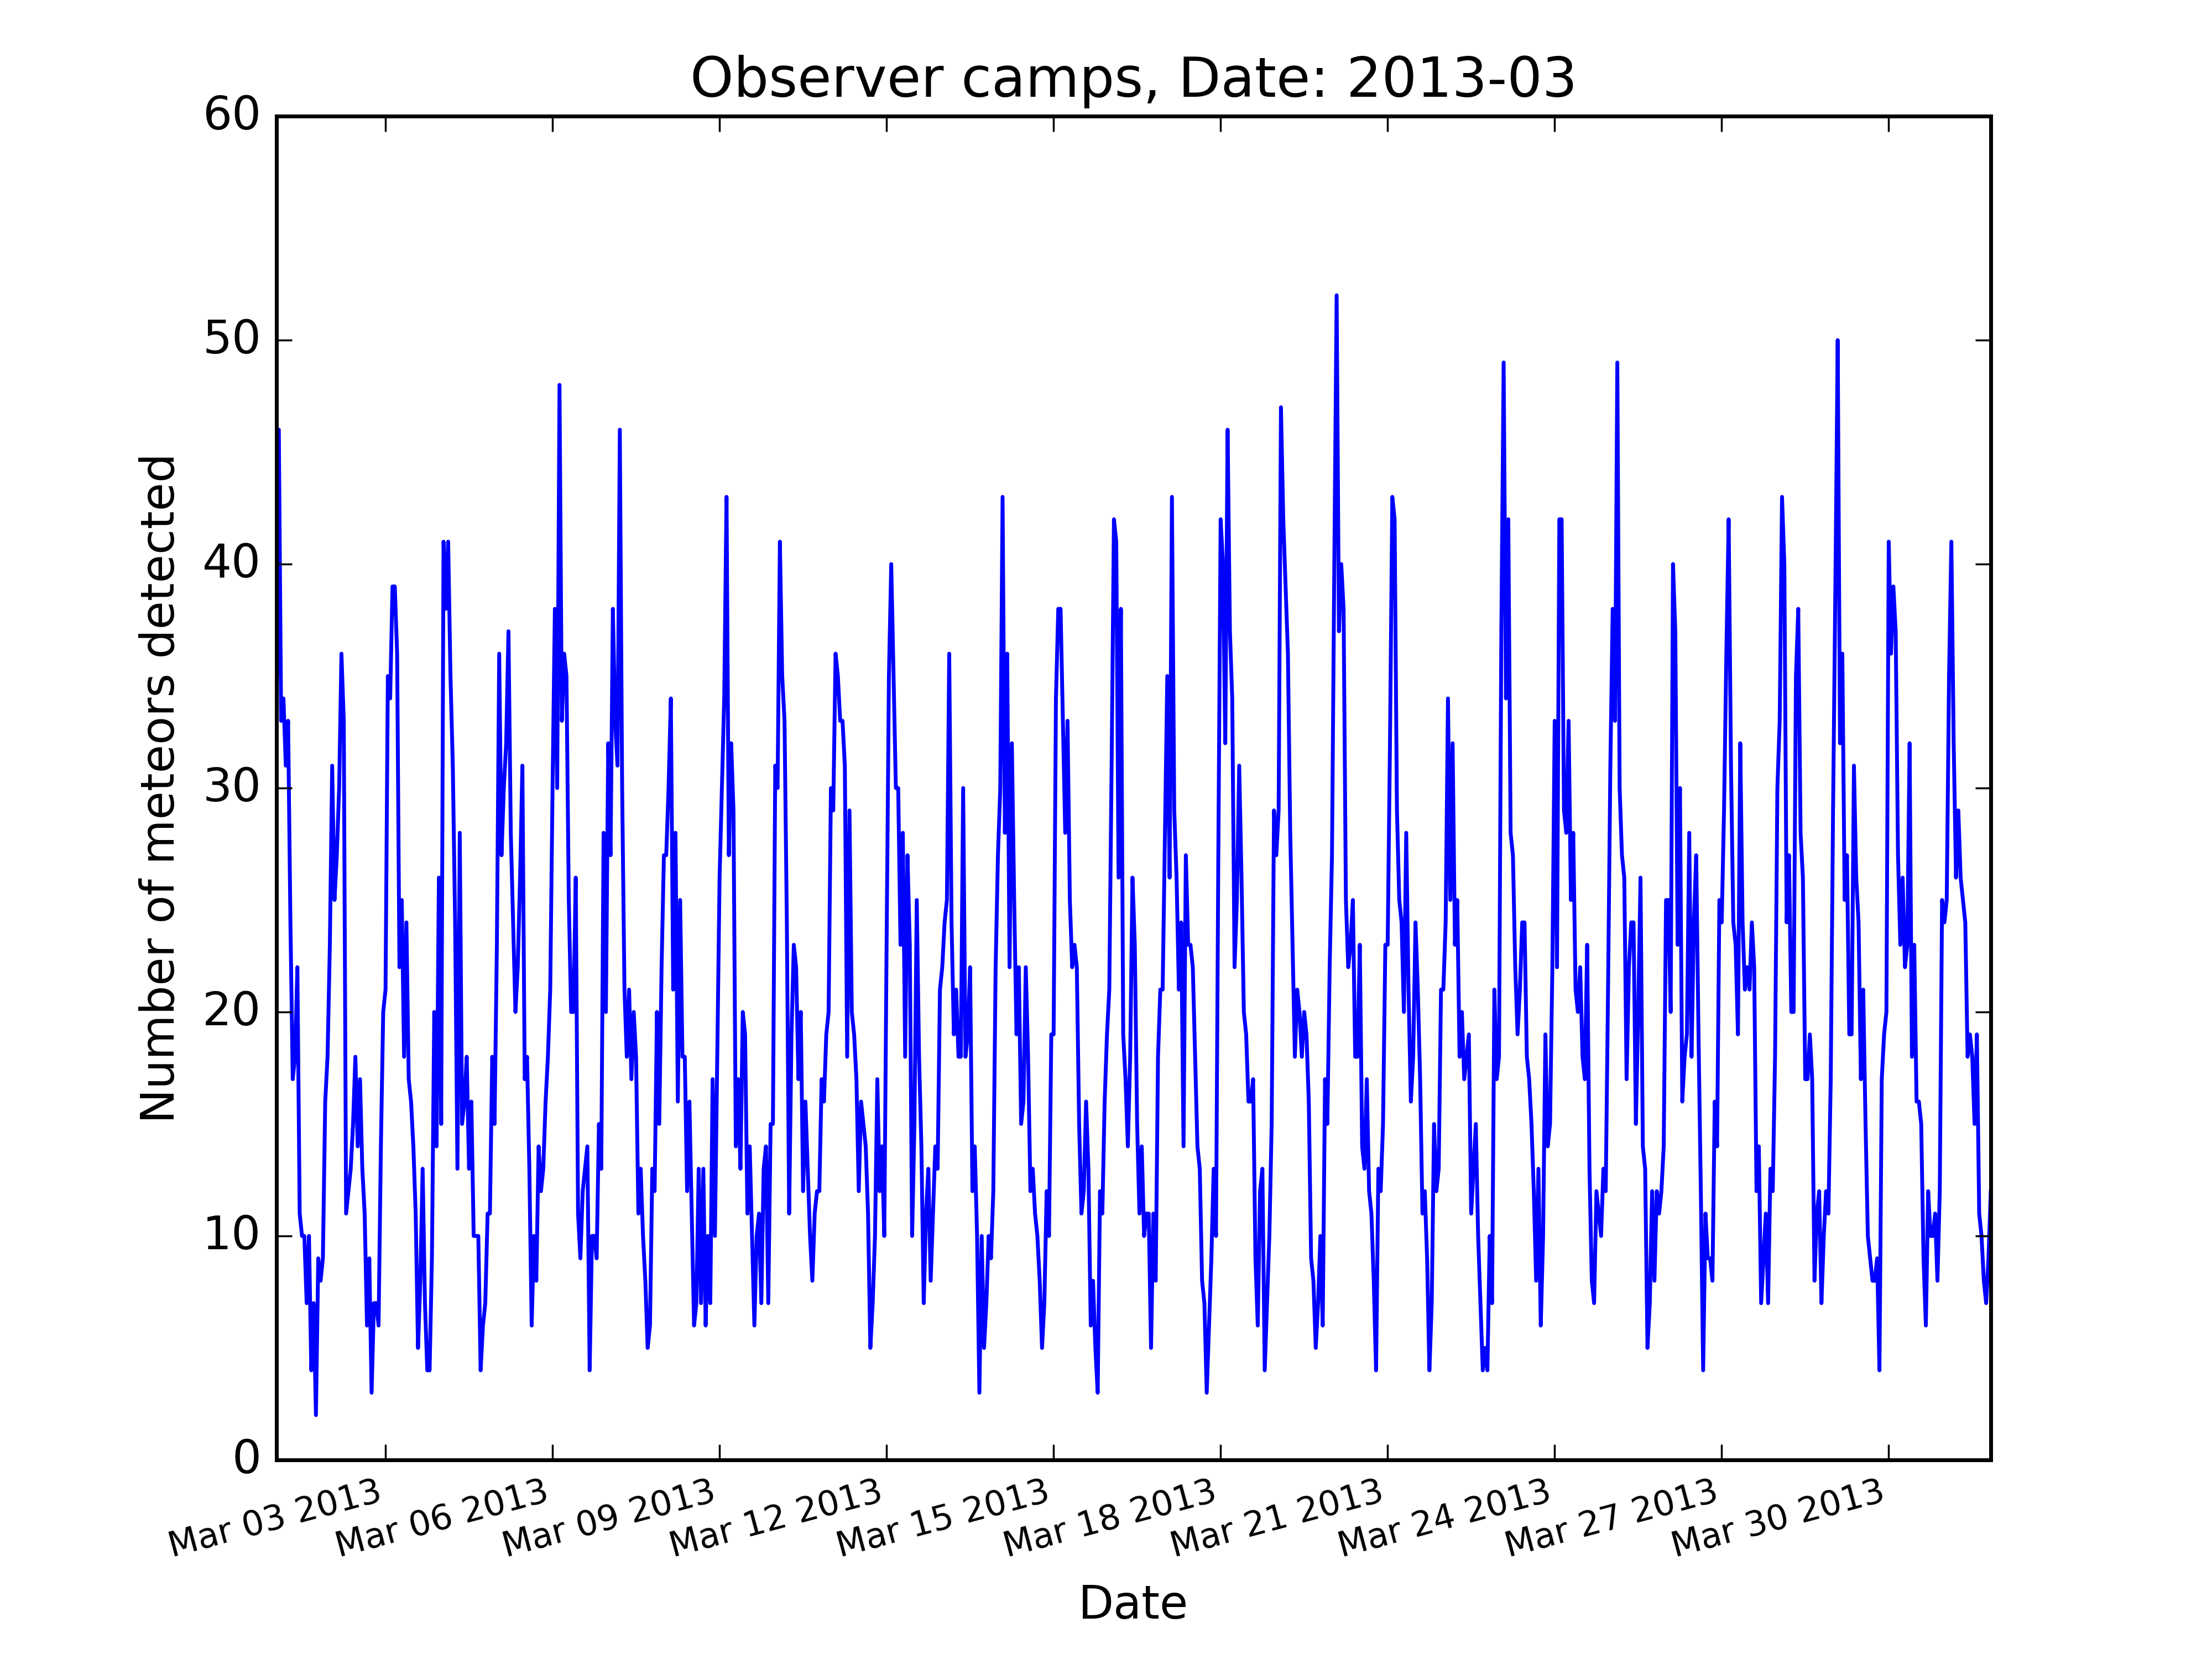 Observer camps, Date: 2013-03
60
50
40
30
20
10
0
Number of meteors detected
Mar 03 2013
Mar 06 2013
Mar 09 2013
Mar 12 2013
Mar 15 2013
Mar 18 2013
Mar 21 2013
Mar 24 2013
Mar 27 2013
Mar 30 2013
Date